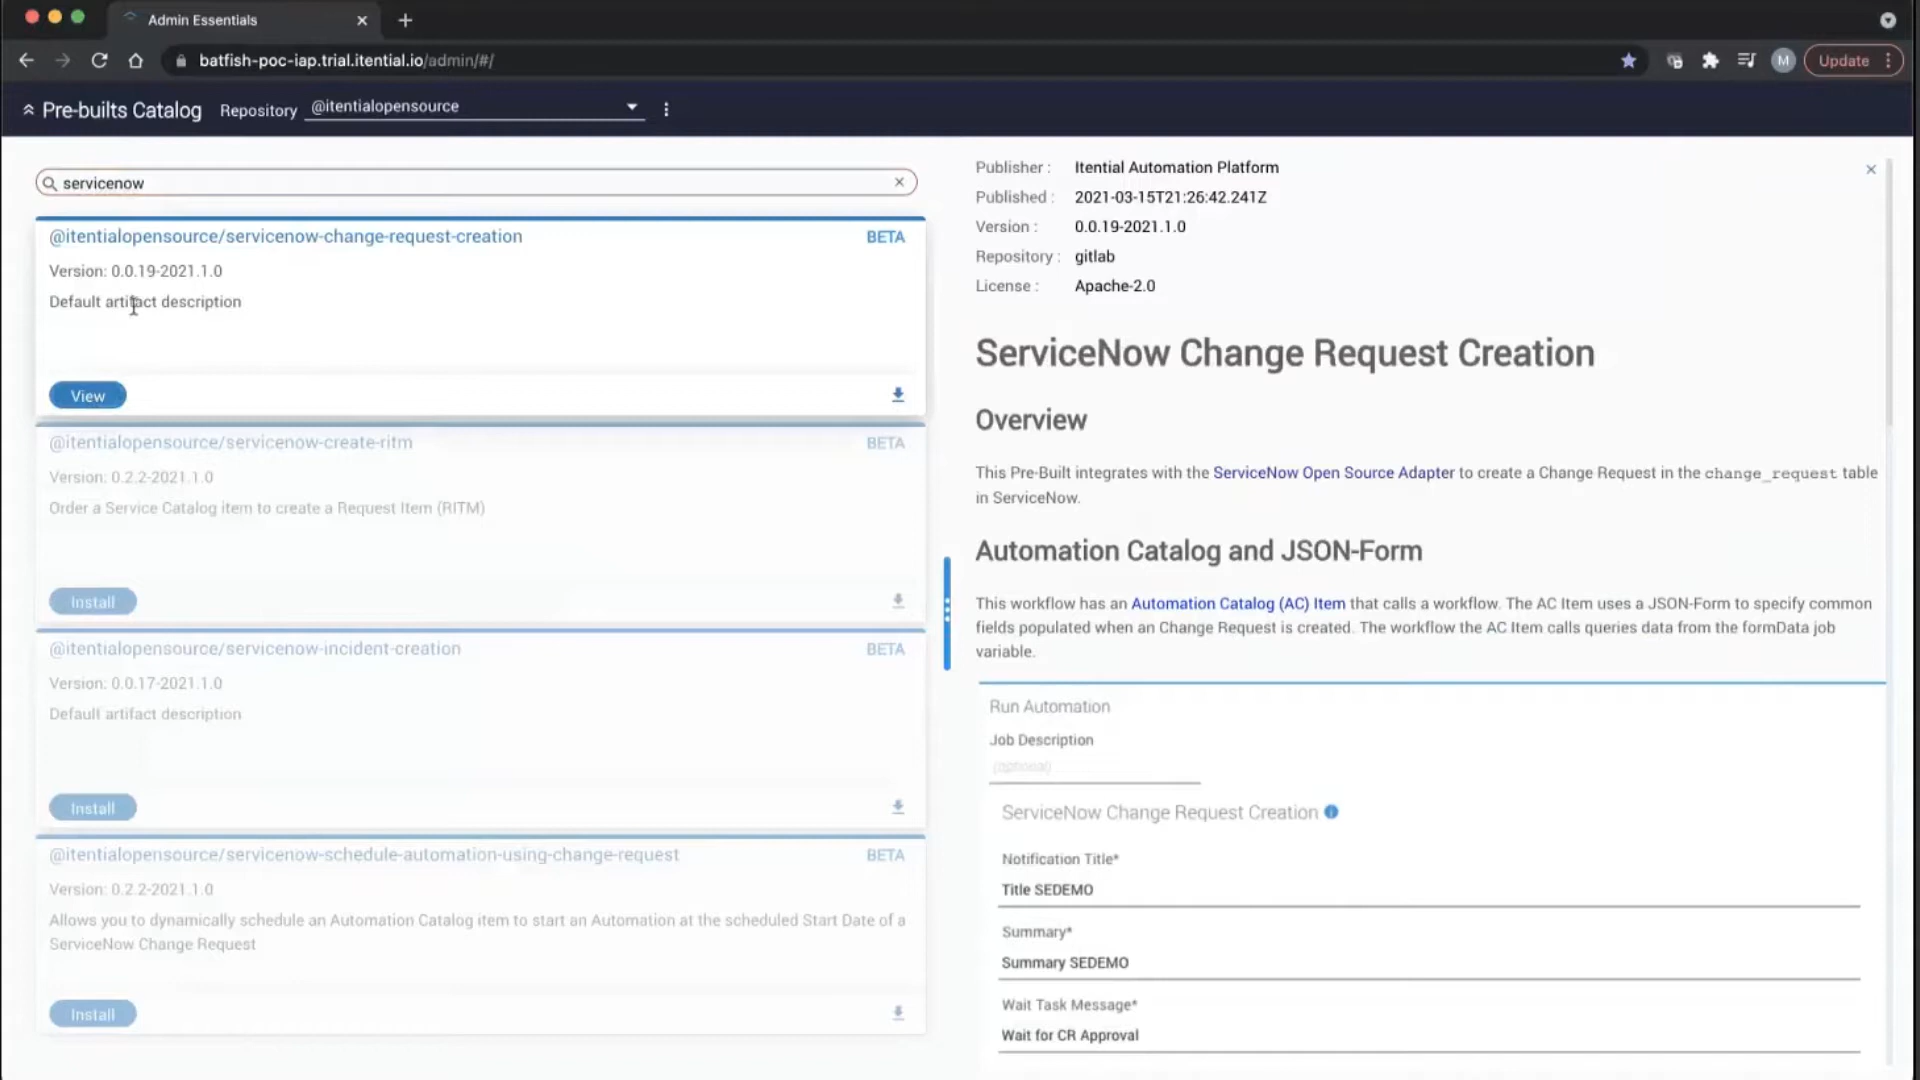 Admin Essentials
batfish-poc-iap.trial.itential.io/admin/#/
M
Update
Pre-builts Catalog
Repository
@itentialopensource
servicenow
@itentialopensource/servicenow-change-request-creation
BETA
Version: 0.0.19-2021.1.0
Default artifact description
View
@itentialopensource/servicenow-create-ritm
BETA
Version: 0.2.2-2021.1.0
Order a Service Catalog item to create a Request Item (RITM)
Install
@itentialopensource/servicenow-incident-creation
BETA
Version: 0.0.17-2021.1.0
Default artifact description
Install
@itentialopensource/servicenow-schedule-automation-using-change-request
BETA
Version: 0.2.2-2021.1.0
Allows you to dynamically schedule an Automation Catalog item to start an Automation at the scheduled Start Date of a
ServiceNow Change Request
Install
Publisher : Itential Automation Platform
Published : 2021-03-15T21:26:42.241Z
Version : 0.0.19-2021.1.0
Repository : gitlab
License : Apache-2.0
ServiceNow Change Request Creation
Overview
This Pre-Built integrates with the ServiceNow Open Source Adapter to create a Change Request in the change_request table
in ServiceNow.
Automation Catalog and JSON-Form
This workflow has an Automation Catalog (AC) Item that calls a workflow. The AC Item uses a JSON-Form to specify common
fields populated when an Change Request is created. The workflow the AC Item calls queries data from the formData job
variable.
Run Automation
Job Description
(optional)
ServiceNow Change Request Creation
Notification Title*
Title SEDEMO
Summary*
Summary SEDEMO
Wait Task Message*
Wait for CR Approval